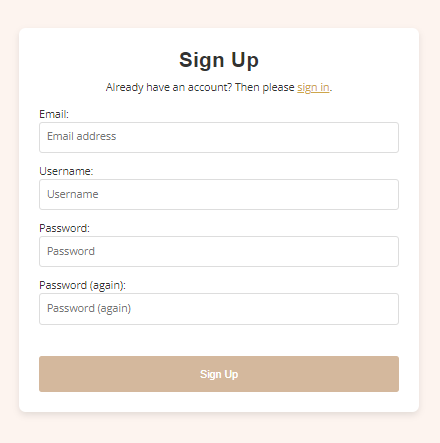 Sign Up
Already have an account? Then please sign in.
Email:
Email address
Username:
Username
Password:
Password
Password (again):
Password (again)
Sign Up